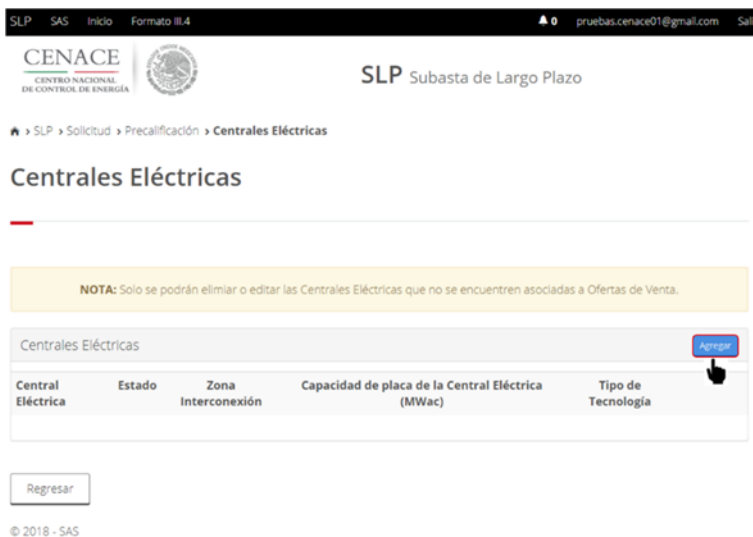 SLP SAS Inicio Formato III.4 0 pruebas.cenace01@gmail.com Sali
CENACE
CENTRO NACIONAL
DE CONTROL DE ENERGÍA
SLP Subasta de Largo Plazo
› SLP › Solicitud › Precalificación › Centrales Eléctricas
Centrales Eléctricas
NOTA: Solo se podrán elimiar o editar las Centrales Eléctricas que no se encuentren asociadas a Ofertas de Venta.
Centrales Eléctricas Agregar
Central Estado Zona Capacidad de placa de la Central Eléctrica Tipo de
Eléctrica Interconexión (MWac) Tecnología
Regresar
© 2018 - SAS